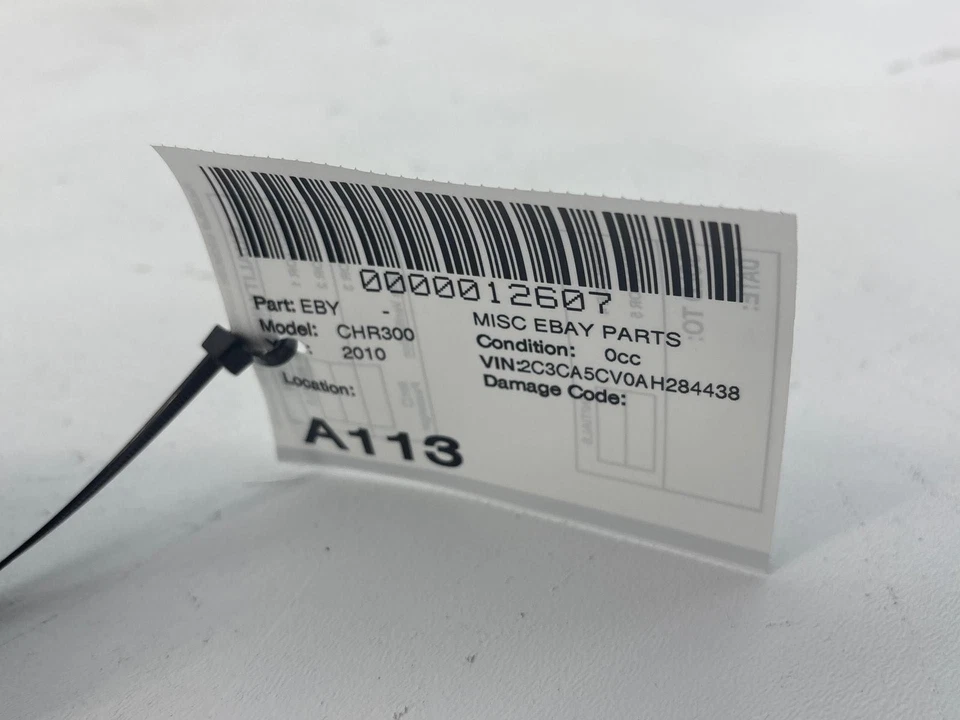 0000012607
Part: EBY -
MISC EBAY PARTS
Model: CHR300
Condition: 0cc
: 2010
VIN:2C3CA5CV0AH284438
Location:
Damage Code:
A113